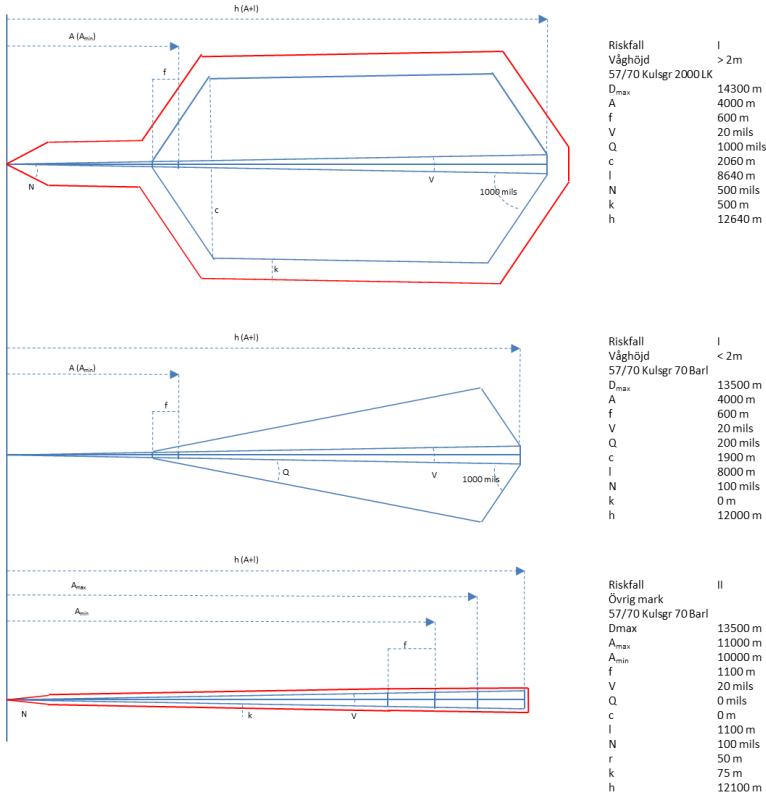 h (A+l)
A (Amin)
f
N
V
1000 mils
c
k
Riskfall I
Våghöjd > 2m
57/70 Kulsgr 2000 LK
Dmax 14300 m
A 4000 m
f 600 m
V 20 mils
Q 1000 mils
c 2060 m
l 8640 m
N 500 mils
k 500 m
h 12640 m
h (A+l)
A (Amin)
f
Q
V
1000 mils
Riskfall I
Våghöjd < 2m
57/70 Kulsgr 70 Barl
Dmax 13500 m
A 4000 m
f 600 m
V 20 mils
Q 200 mils
c 1900 m
l 8000 m
N 100 mils
k 0 m
h 12000 m
h (A+l)
Amax
Amin
f
N
k
V
Riskfall II
Övrig mark
57/70 Kulsgr 70 Barl
Dmax 13500 m
Amax 11000 m
Amin 10000 m
f 1100 m
V 20 mils
Q 0 mils
c 0 m
l 1100 m
N 100 mils
r 50 m
k 75 m
h 12100 m